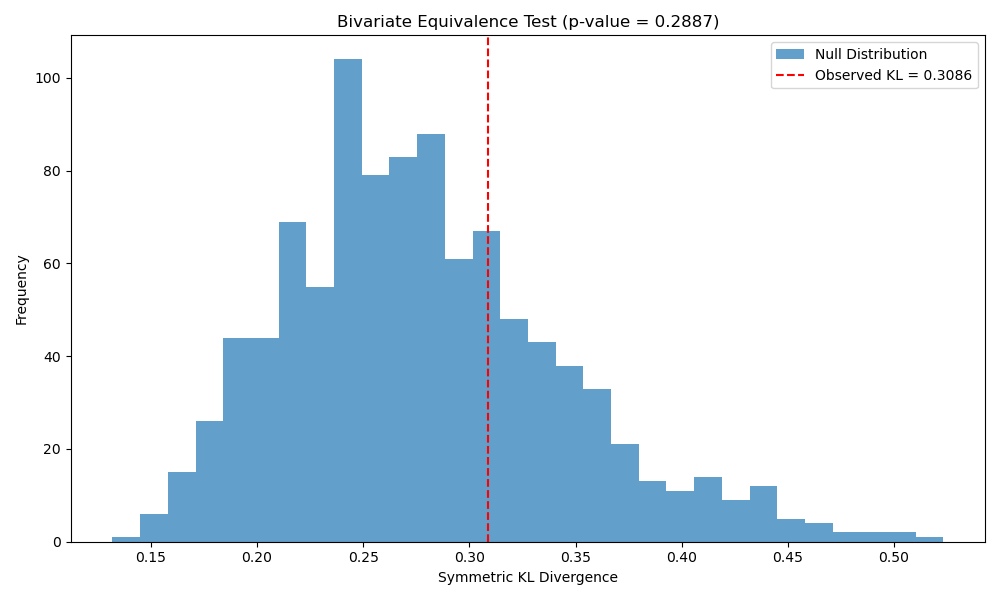 Bivariate Equivalence Test (p-value = 0.2887)
Null Distribution
Observed KL = 0.3086
100
80
60
40
20
0
Frequency
0.15 0.20 0.25 0.30 0.35 0.40 0.45 0.50
Symmetric KL Divergence